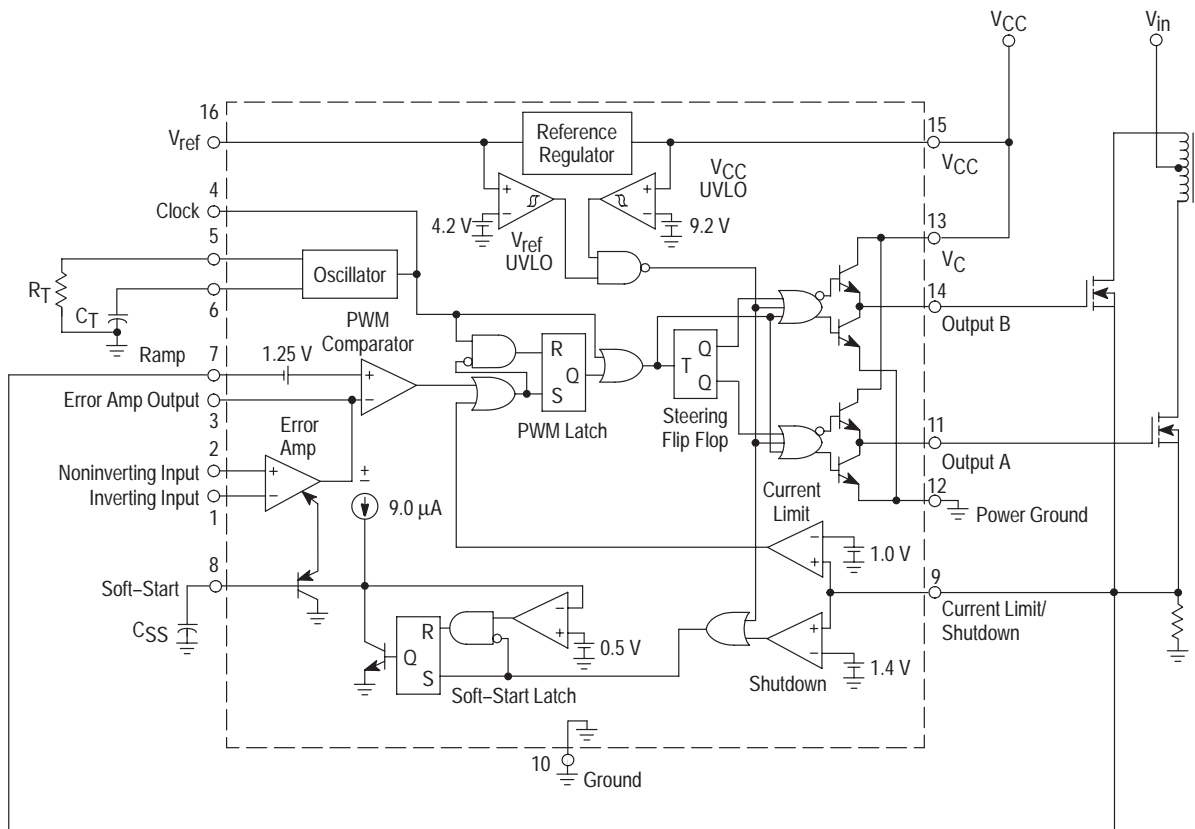 VCC
Vin
16
Vref
Reference
Regulator
15
VCC
VCC
UVLO
4
Clock
4.2 V
Vref
UVLO
9.2 V
5
13
VC
Oscillator
RT
CT
6
14
Output B
PWM
Comparator
Ramp
7
1.25 V
R
Q
S
T
Q
Q
Error Amp Output
3
PWM Latch
Steering
Flip Flop
Error
Amp
11
Output A
2
Noninverting Input
Inverting Input
1
+
−
+
−
+
−
+
−
+
−
±
9.0 µA
12
Power Ground
Current
Limit
−
+
1.0 V
8
Soft–Start
CSS
9
Current Limit/
Shutdown
R
Q
S
−
+
0.5 V
+
−
1.4 V
Soft–Start Latch
Shutdown
10
Ground